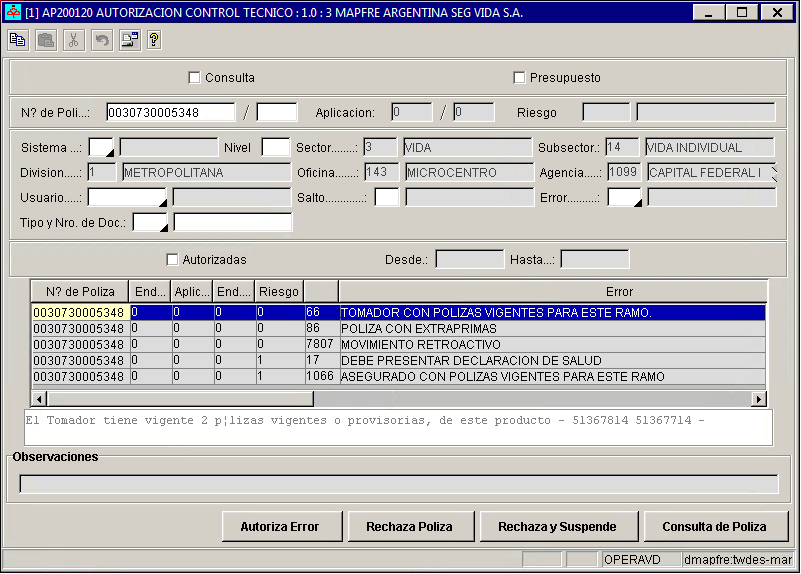 [1] AP200120 AUTORIZACION CONTROL TECNICO : 1.0 : 3 MAPFRE ARGENTINA SEG VIDA S.A.
Consulta Presupuesto
N? de Poli...: 0030730005348 / Aplicacion: 0 / 0 Riesgo
Sistema ...: Nivel Sector........: 3 VIDA Subsector.: 14 VIDA INDIVIDUAL
Division.....: 1 METROPOLITANA Oficina.......: 143 MICROCENTRO Agencia.....: 1099 CAPITAL FEDERAL I
Usuario......: Salto.............: Error..........:
Tipo y Nro. de Doc.:
Autorizadas Desde.: Hasta...:
N? de Poliza End... Aplic... End.... Riesgo Error
0030730005348 0 0 0 0 66 TOMADOR CON POLIZAS VIGENTES PARA ESTE RAMO.
0030730005348 0 0 0 0 86 POLIZA CON EXTRAPRIMAS
0030730005348 0 0 0 0 7807 MOVIMIENTO RETROACTIVO
0030730005348 0 0 0 1 17 DEBE PRESENTAR DECLARACION DE SALUD
0030730005348 0 0 0 1 1066 ASEGURADO CON POLIZAS VIGENTES PARA ESTE RAMO
El Tomador tiene vigente 2 p¦lizas vigentes o provisorias, de este producto - 51367814 51367714 -
Observaciones
Autoriza Error Rechaza Poliza Rechaza y Suspende Consulta de Poliza
OPERAVD dmapfre:twdes-mar